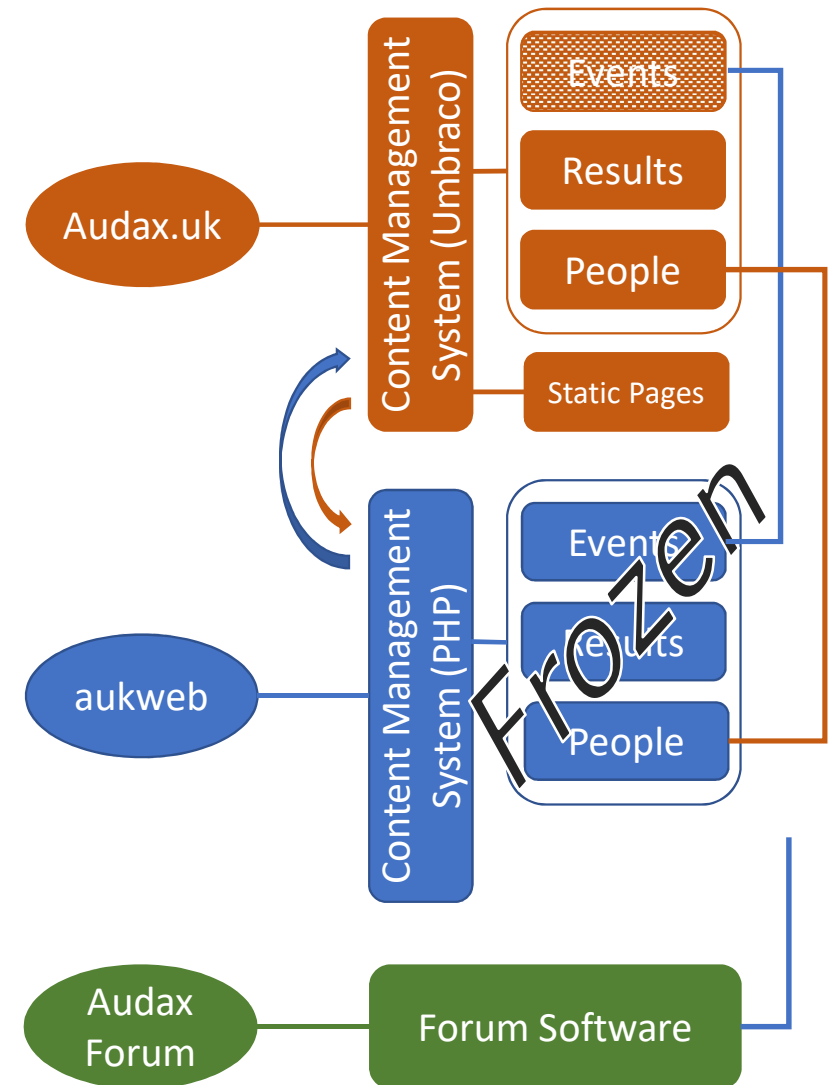 Audax.uk
Content Management
System (Umbraco)
Events
Results
People
Static Pages
aukweb
Content Management
System (PHP)
Events
Results
People
Frozen
Audax
Forum
Forum Software